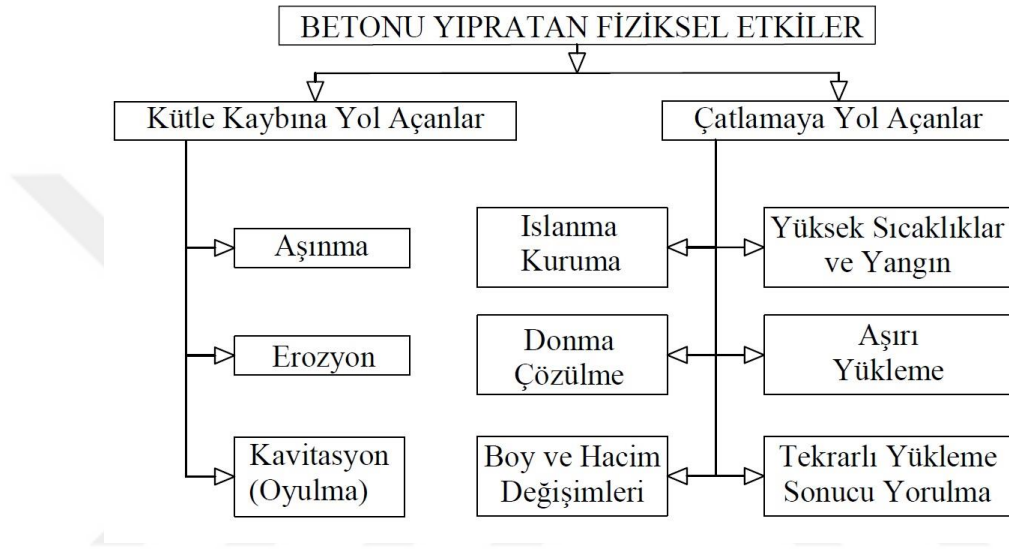 BETONU YIPRATAN FİZİKSEL ETKİLER
Kütle Kaybına Yol Açanlar
Aşınma
Erozyon
Kavitasyon
(Oyulma)
Çatlamaya Yol Açanlar
Islanma
Kuruma
Yüksek Sıcaklıklar
ve Yangın
Donma
Çözülme
Aşırı
Yükleme
Boy ve Hacim
Değişimleri
Tekrarlı Yükleme
Sonucu Yorulma